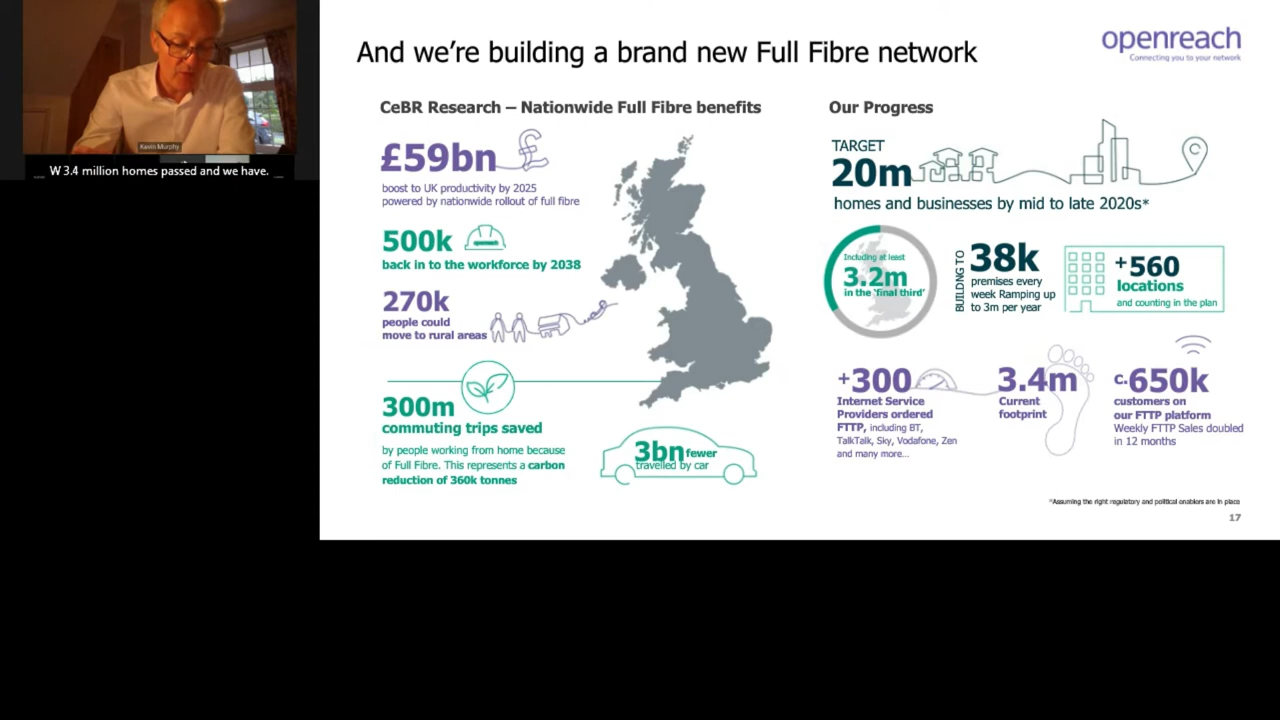 Kevin Murphy
W 3.4 million homes passed and we have.
And we’re building a brand new Full Fibre network
openreach
Connecting you to your network
CeBR Research – Nationwide Full Fibre benefits
£59bn
boost to UK productivity by 2025
powered by nationwide rollout of full fibre
500k
openreach
back in to the workforce by 2038
270k
people could
move to rural areas
300m
commuting trips saved
by people working from home because
of Full Fibre. This represents a carbon
reduction of 360k tonnes
3bn fewer
travelled by car
Our Progress
TARGET
20m
homes and businesses by mid to late 2020s*
Including at least
3.2m
in the ‘final third’
BUILDING TO
38k
premises every
week Ramping up
to 3m per year
+560
locations
and counting in the plan
+300
Internet Service
Providers ordered
FTTP, including BT,
TalkTalk, Sky, Vodafone, Zen
and many more…
3.4m
Current
footprint
c.650k
customers on
our FTTP platform
Weekly FTTP Sales doubled
in 12 months
*Assuming the right regulatory and political enablers are in place
17